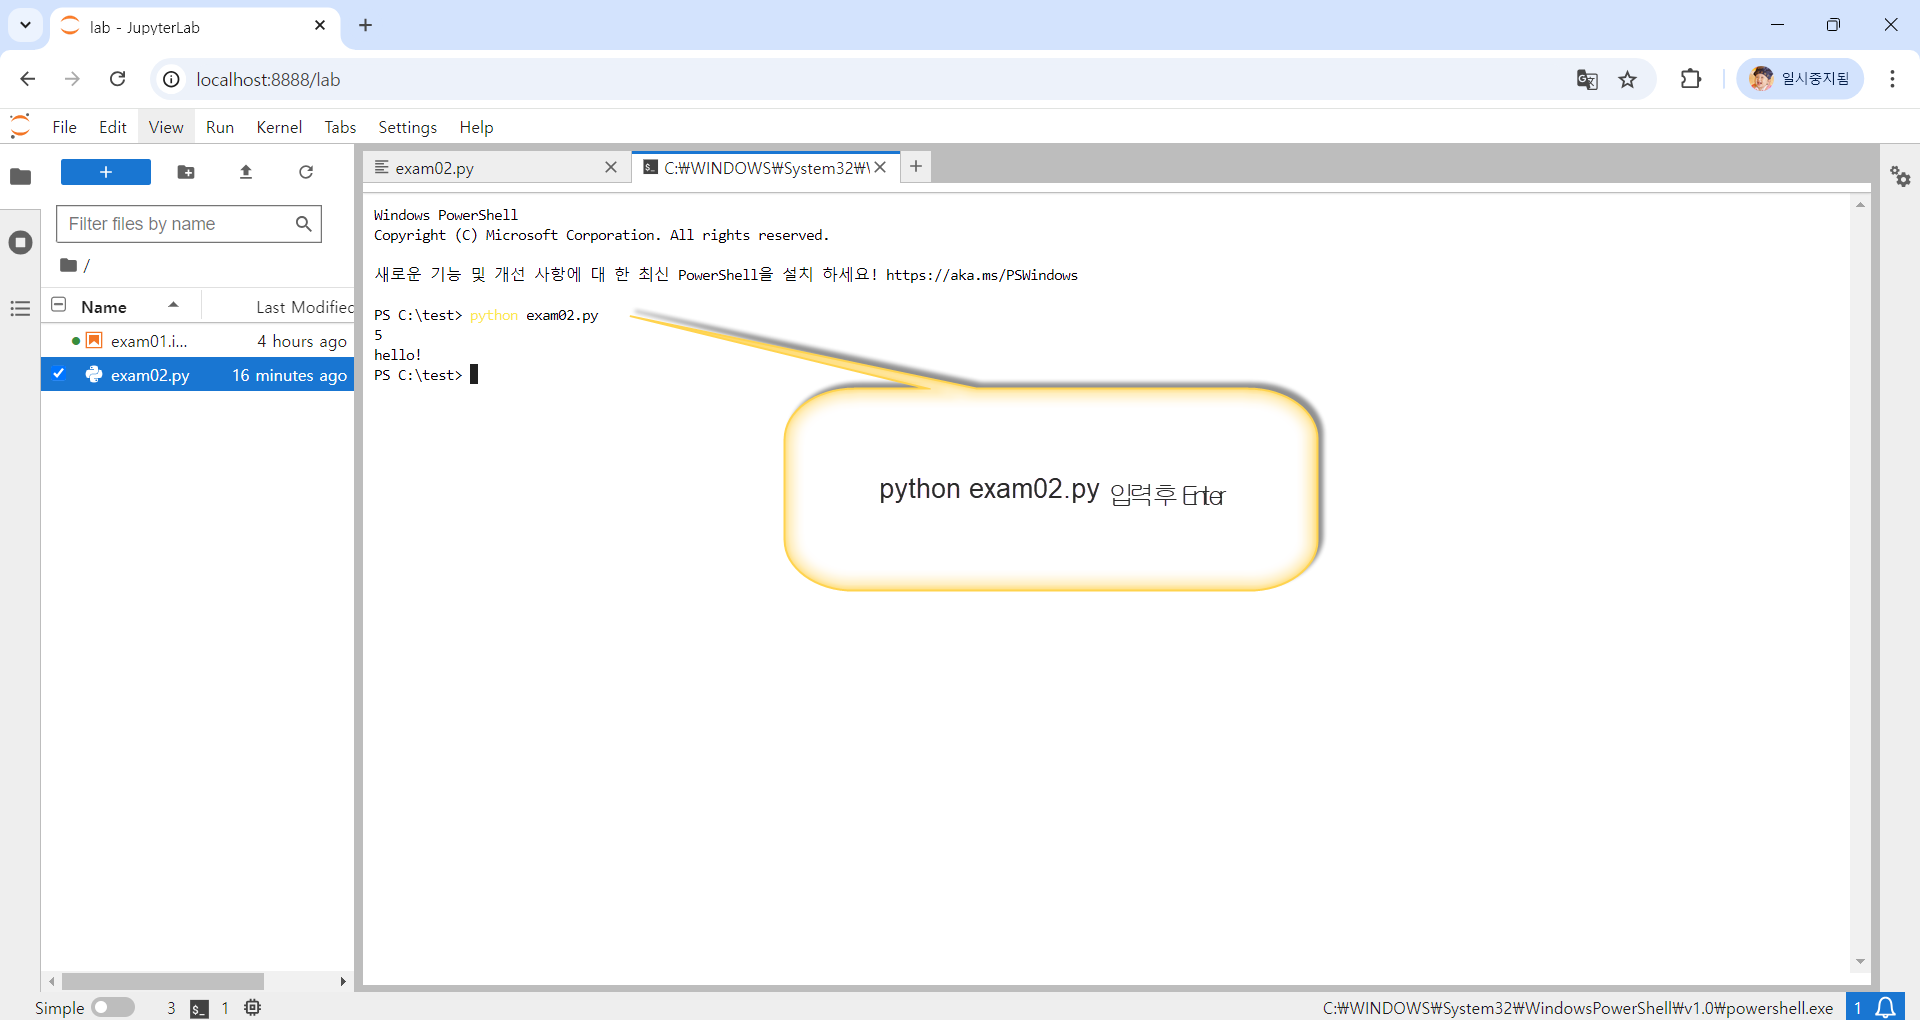 lab - JupyterLab
localhost:8888/lab
일시중지됨
File Edit View Run Kernel Tabs Settings Help
+
exam02.py
C:₩WINDOWS₩System32₩\
Filter files by name
/
Name
Last Modified
exam01.i... 4 hours ago
exam02.py 16 minutes ago
Windows PowerShell
Copyright (C) Microsoft Corporation. All rights reserved.
새로운 기능 및 개선 사항에 대 한 최신 PowerShell을 설치 하세요! https://aka.ms/PSWindows
PS C:\test> python exam02.py
5
hello!
PS C:\test>
python exam02.py 입력 후 Enter
Simple 3 $_ 1
C:₩WINDOWS₩System32₩WindowsPowerShell₩v1.0₩powershell.exe 1